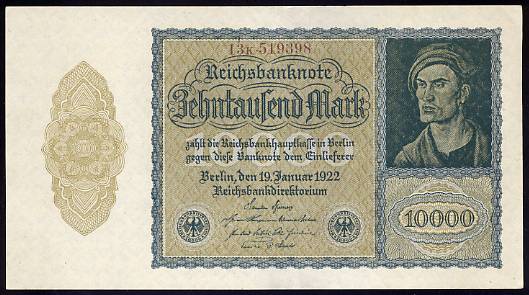 13K·519398
Reichsbanknote
Zehntausend Mark
zahlt die Reichsbankhauptkasse in Berlin
gegen diese Banknote dem Einlieferer
Berlin, den 19. Januar 1922
Reichsbankdirektorium
10000